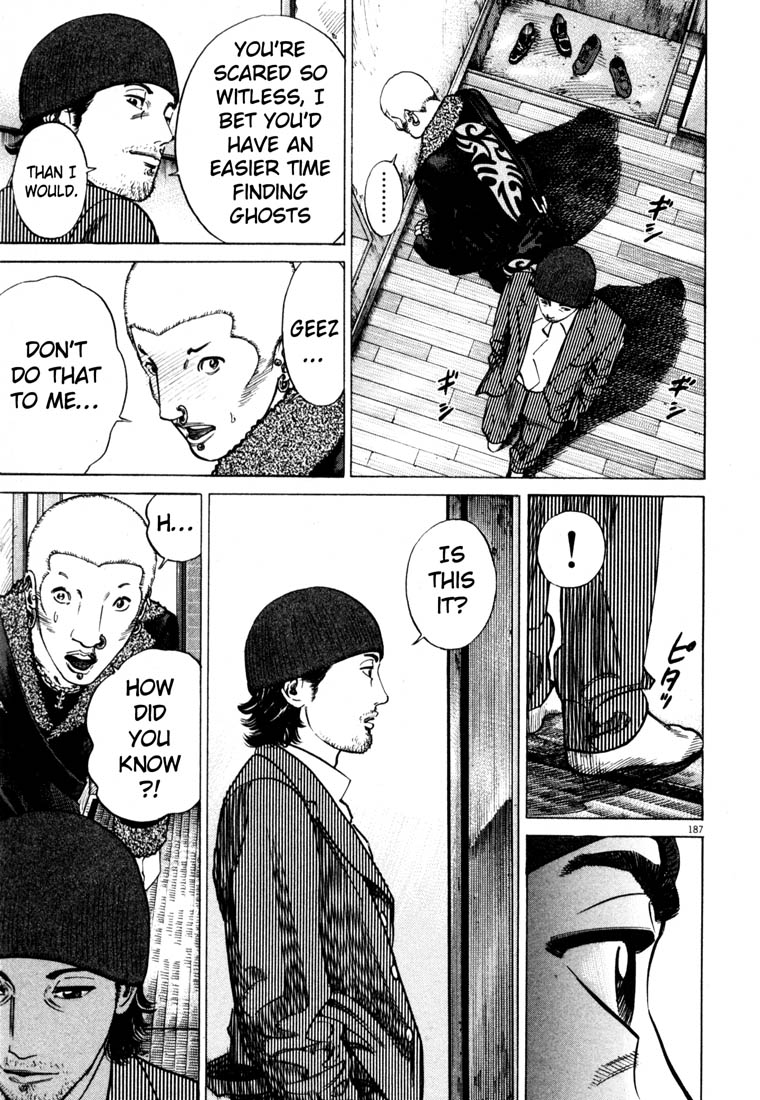 ………
ギシ
ギシ
ギシ
YOU'RE
SCARED SO
WITLESS, I
BET YOU'D
HAVE AN
EASIER TIME
FINDING
GHOSTS
THAN I
WOULD.
GEEZ
...
DON'T
DO THAT
TO ME...
!
ピタッ
187
IS
THIS
IT?
H...
HOW
DID
YOU
KNOW
?!